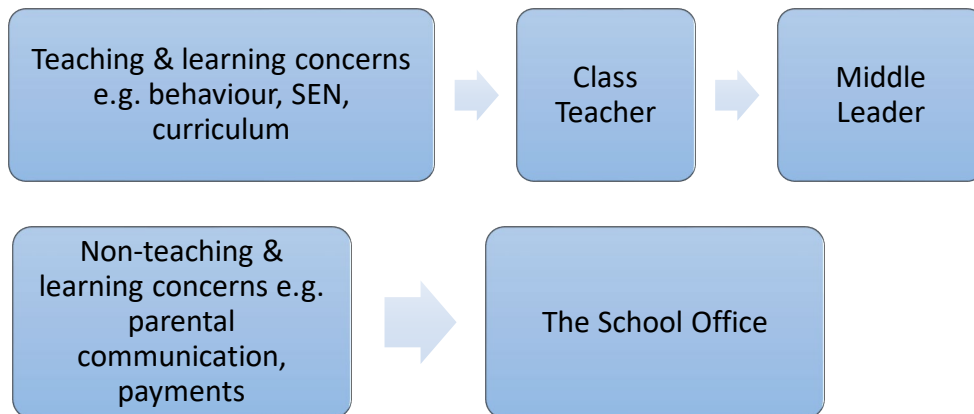 Teaching & learning concerns
e.g. behaviour, SEN,
curriculum
Class
Teacher
Middle
Leader
Non-teaching &
learning concerns e.g.
parental
communication,
payments
The School Office